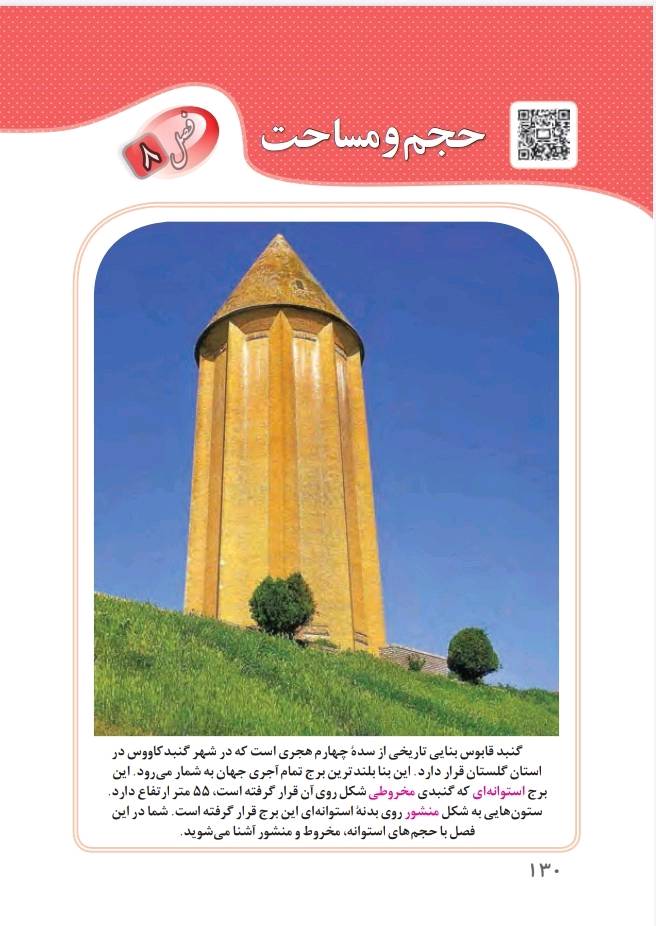 حجم و مساحت
فصل
۸
گنبد قابوس بنایی تاریخی از سدهٔ چهارم هجری است که در شهر گنبدکاووس در
استان گلستان قرار دارد. این بنا بلندترین برج تمام آجری جهان به شمار می‌رود. این
برج استوانه‌ای که گنبدی مخروطی شکل روی آن قرار گرفته است، ۵۵ متر ارتفاع دارد.
ستون‌هایی به شکل منشور روی بدنهٔ استوانه‌ای این برج قرار گرفته است. شما در این
فصل با حجم‌های استوانه، مخروط و منشور آشنا می‌شوید.
۱۳۰